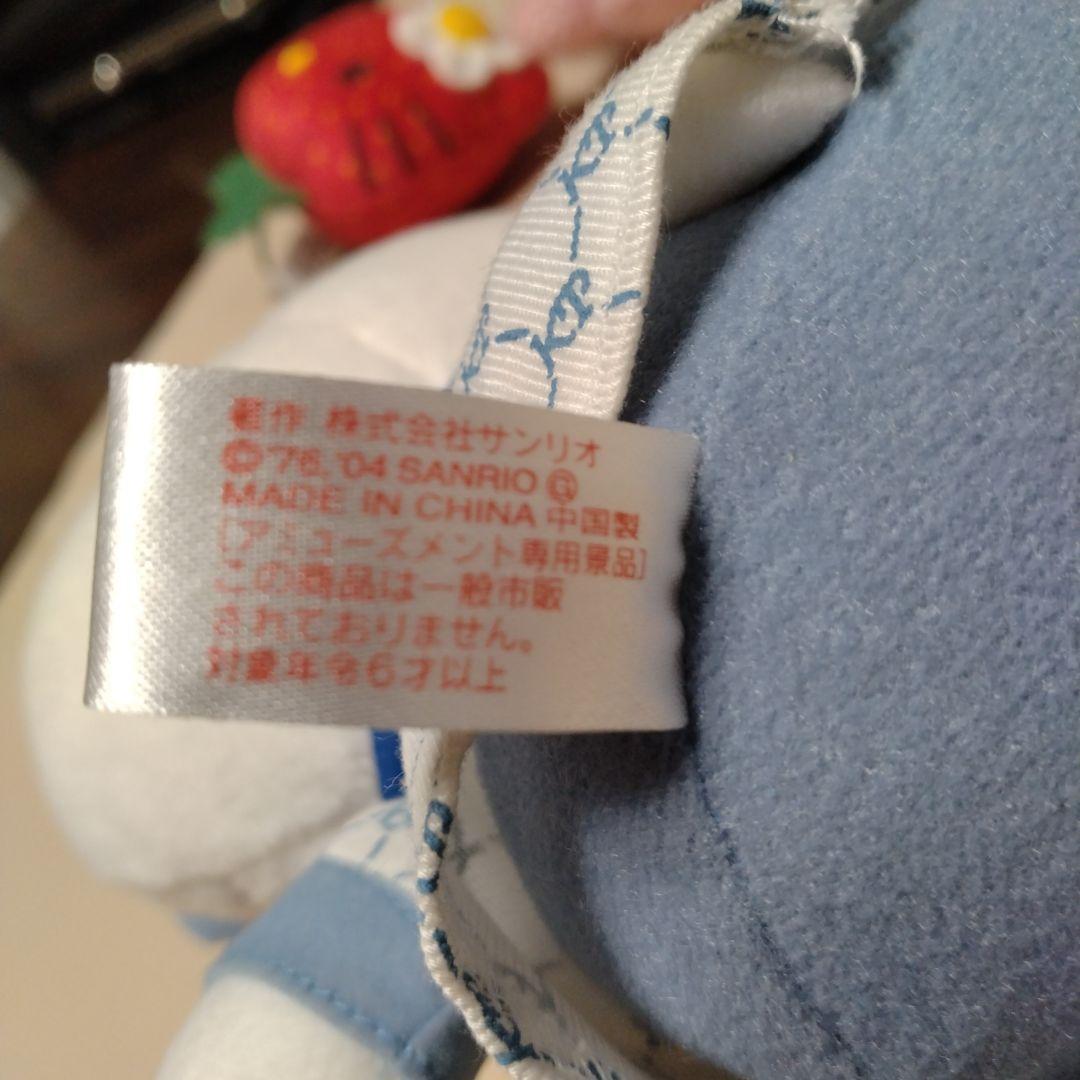 著作 株式会社サンリオ
©'76,'04 SANRIO Ⓖ
MADE IN CHINA 中国製
[アミューズメント専用景品]
この商品は一般市販
されておりません。
対象年令6才以上